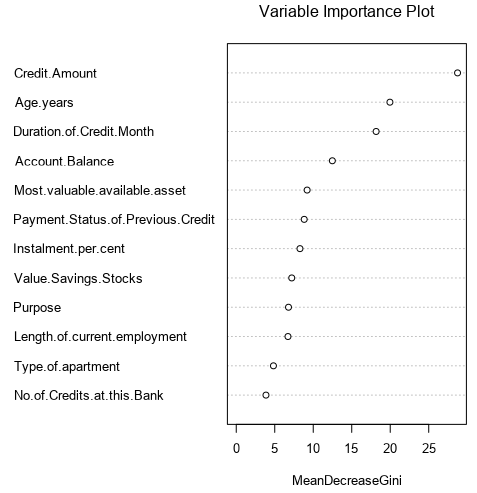 Variable Importance Plot
Credit.Amount
Age.years
Duration.of.Credit.Month
Account.Balance
Most.valuable.available.asset
Payment.Status.of.Previous.Credit
Instalment.per.cent
Value.Savings.Stocks
Purpose
Length.of.current.employment
Type.of.apartment
No.of.Credits.at.this.Bank
0 5 10 15 20 25
MeanDecreaseGini